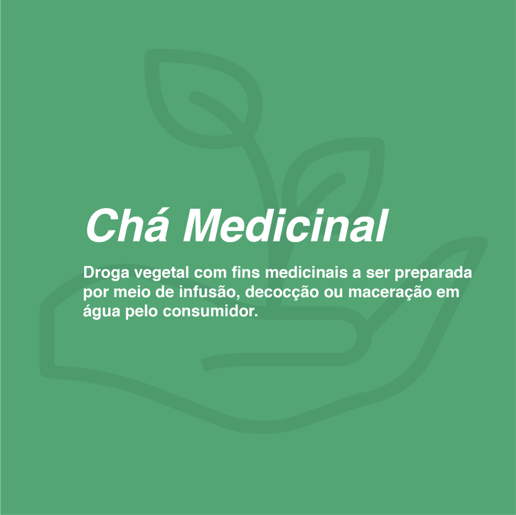 Chá Medicinal
Droga vegetal com fins medicinais a ser preparada
por meio de infusão, decocção ou maceração em
água pelo consumidor.